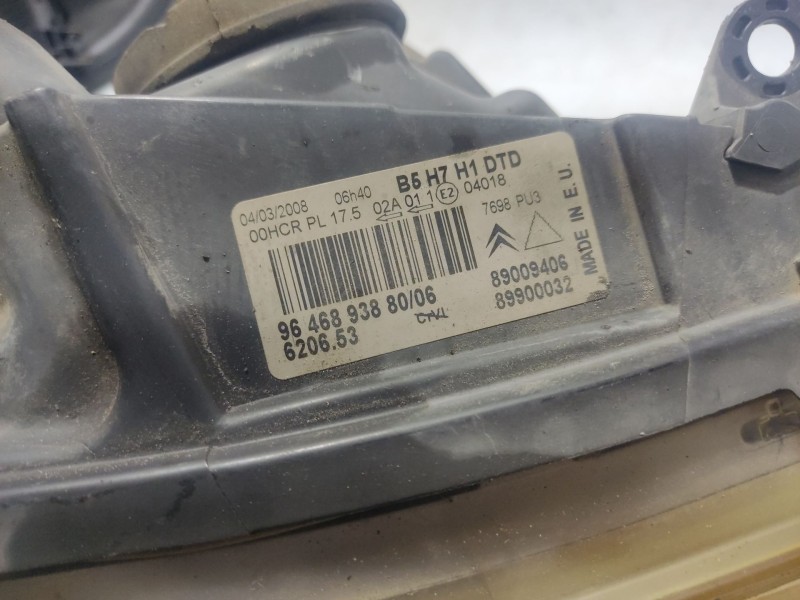 B5 H7 H1 DTD
04/03/2008 06h40
00HCR PL 17.5 02A 01 1 E2 04018
7698 PU3
MADE IN E.U.
96 468 938 80/06
6206.53
89009406
89900032